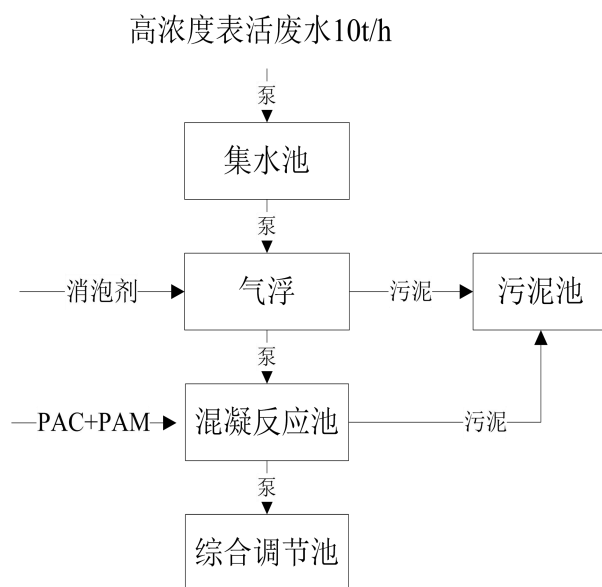 高浓度表活废水10t/h
泵
集水池
泵
消泡剂
气浮
污泥
污泥池
泵
PAC+PAM
混凝反应池
污泥
泵
综合调节池